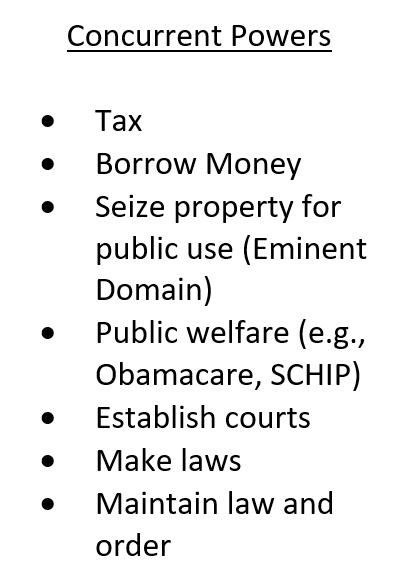 Concurrent Powers
• Tax
• Borrow Money
• Seize property for
public use (Eminent
Domain)
• Public welfare (e.g.,
Obamacare, SCHIP)
• Establish courts
• Make laws
• Maintain law and
order